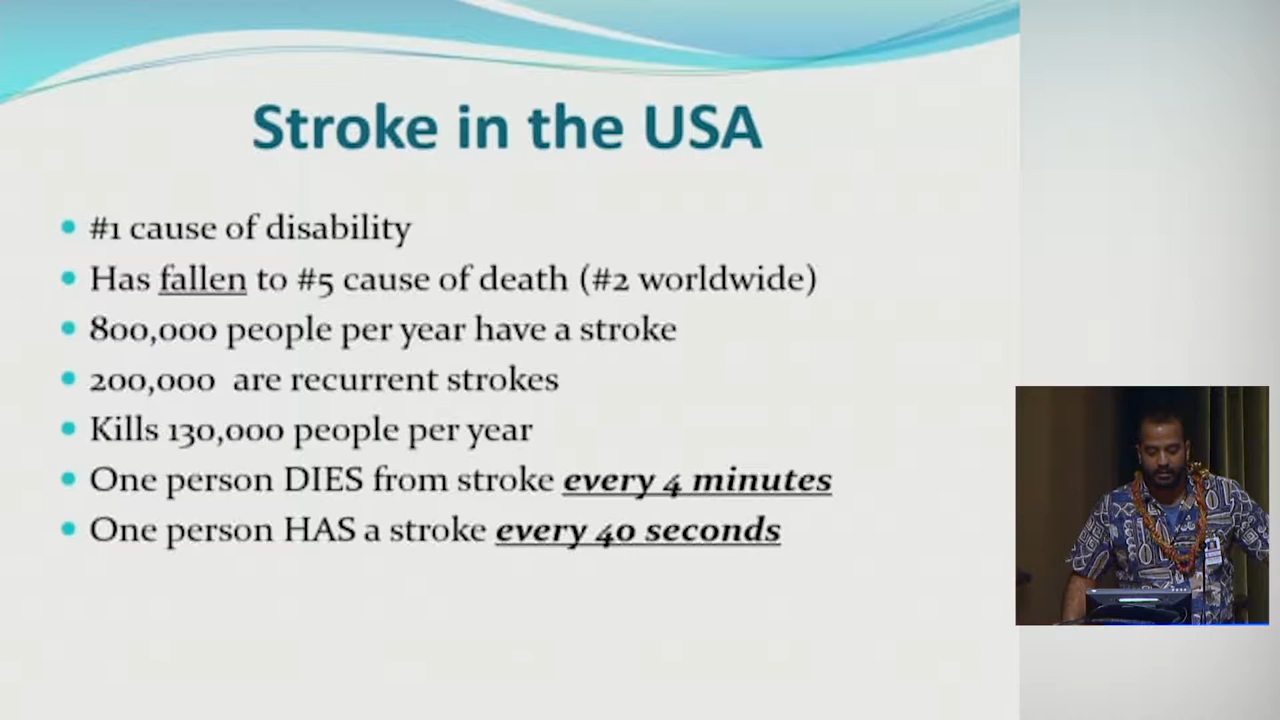 Stroke in the USA
#1 cause of disability
Has fallen to #5 cause of death (#2 worldwide)
800,000 people per year have a stroke
200,000 are recurrent strokes
Kills 130,000 people per year
One person DIES from stroke every 4 minutes
One person HAS a stroke every 40 seconds